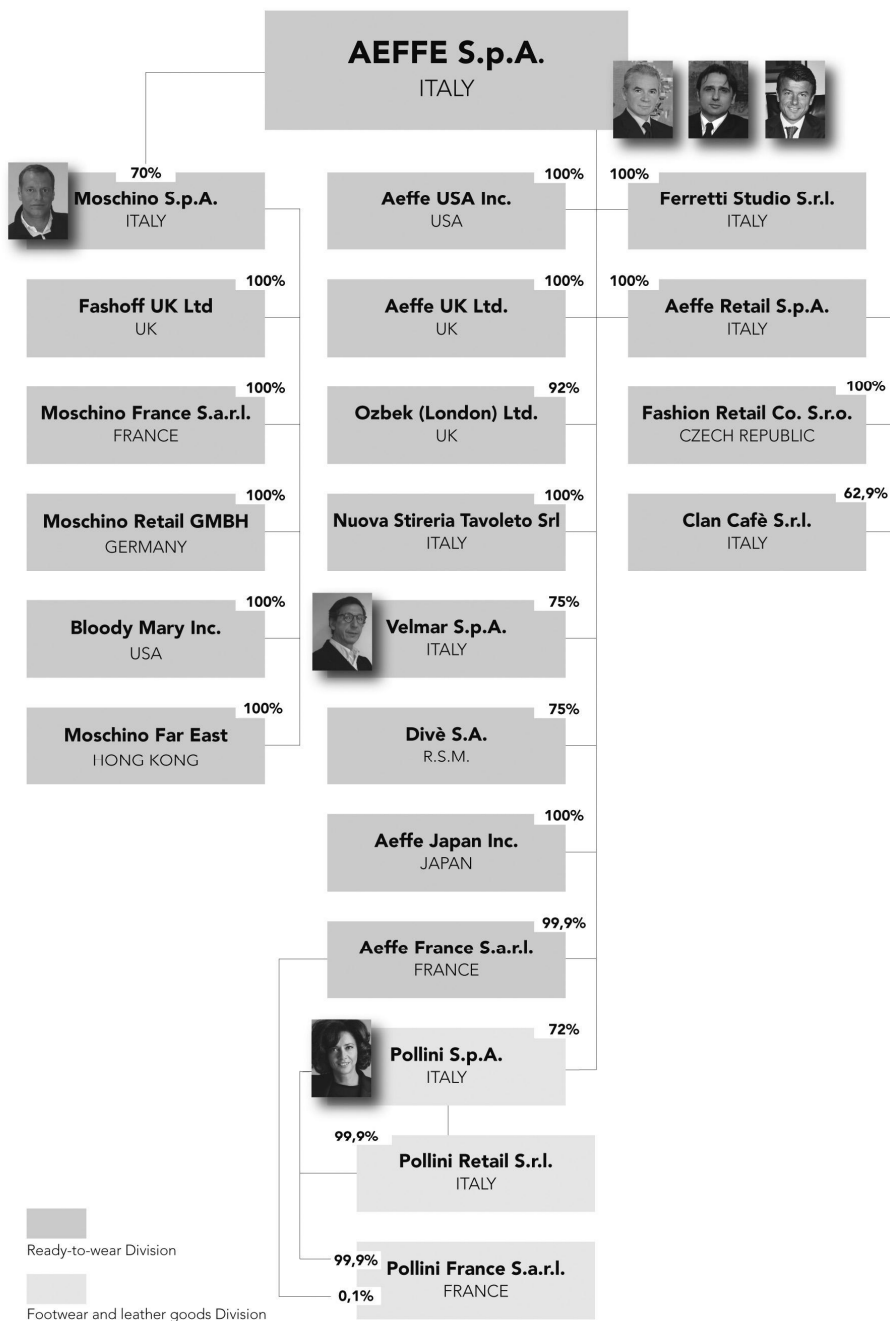 AEFFE S.p.A.
ITALY
70%
Moschino S.p.A.
ITALY
100%
Fashoff UK Ltd
UK
100%
Moschino France S.a.r.l.
FRANCE
100%
Moschino Retail GMBH
GERMANY
100%
Bloody Mary Inc.
USA
100%
Moschino Far East
HONG KONG
100%
Aeffe USA Inc.
USA
100%
Aeffe UK Ltd.
UK
92%
Ozbek (London) Ltd.
UK
100%
Nuova Stireria Tavoleto Srl
ITALY
75%
Velmar S.p.A.
ITALY
75%
Divè S.A.
R.S.M.
100%
Aeffe Japan Inc.
JAPAN
99,9%
Aeffe France S.a.r.l.
FRANCE
72%
Pollini S.p.A.
ITALY
99,9%
Pollini Retail S.r.l.
ITALY
99,9%
0,1%
Pollini France S.a.r.l.
FRANCE
100%
Ferretti Studio S.r.l.
ITALY
100%
Aeffe Retail S.p.A.
ITALY
100%
Fashion Retail Co. S.r.o.
CZECH REPUBLIC
62,9%
Clan Cafè S.r.l.
ITALY
Ready-to-wear Division
Footwear and leather goods Division